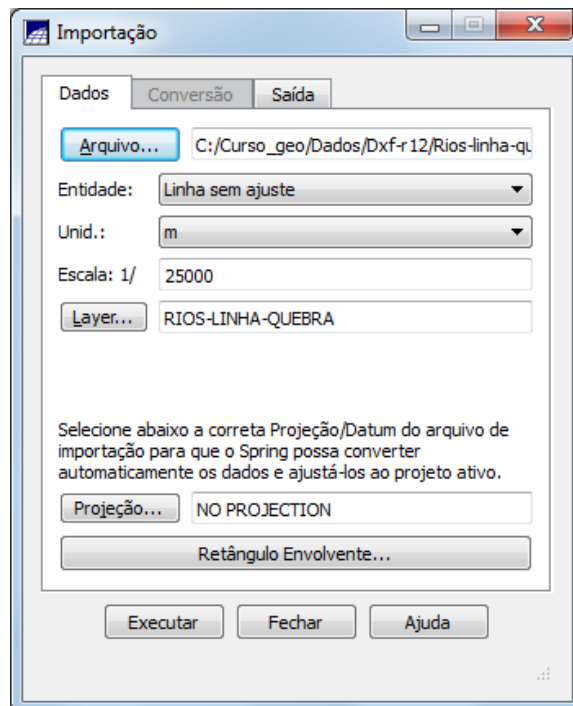 Importação
Dados Conversão Saída
Arquivo... C:/Curso_geo/Dados/Dxf-r12/Rios-linha-qu
Entidade: Linha sem ajuste
Unid.: m
Escala: 1/ 25000
Layer... RIOS-LINHA-QUEBRA
Selecione abaixo a correta Projeção/Datum do arquivo de
importação para que o Spring possa converter
automaticamente os dados e ajustá-los ao projeto ativo.
Projeção... NO PROJECTION
Retângulo Envolvente...
Executar Fechar Ajuda